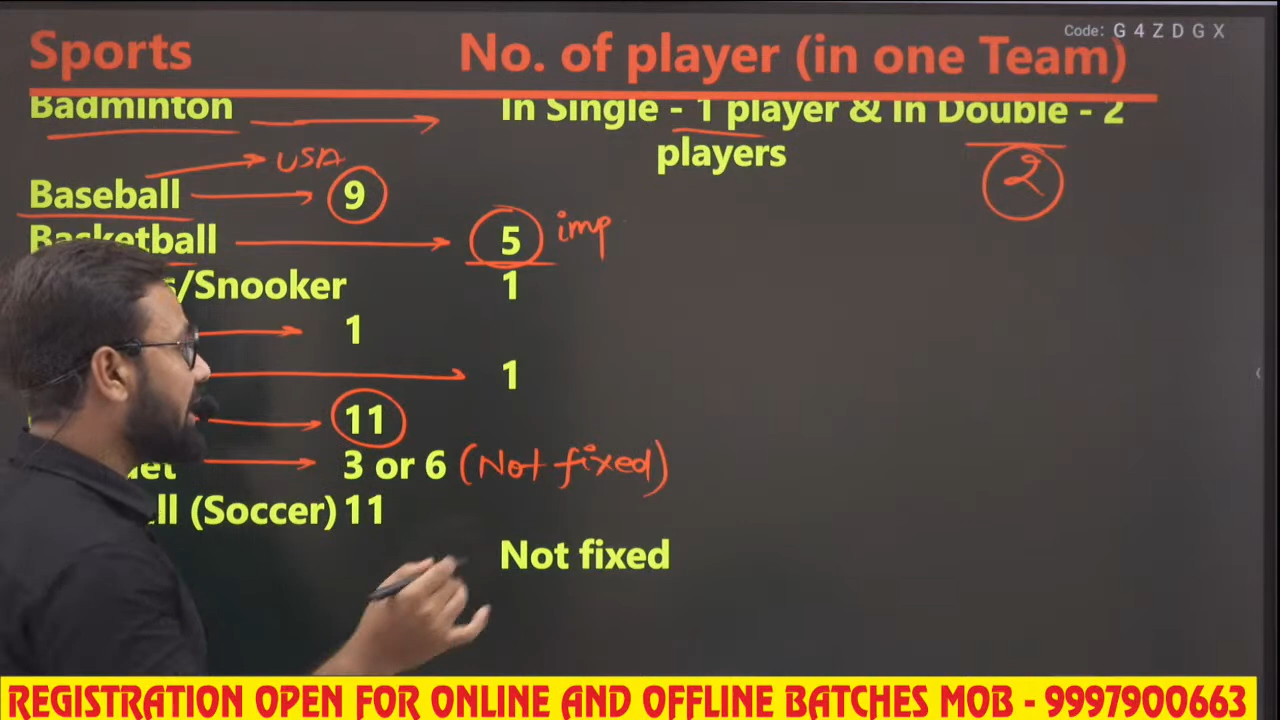 Code: G 4 Z D G X
Sports No. of player (in one Team)
Badminton In Single - 1 player & In Double - 2
players
2
USA
Baseball 9
Basketball 5 imp
/Snooker 1
1
1
11
3 or 6 (Not fixed)
ll (Soccer) 11
Not fixed
REGISTRATION OPEN FOR ONLINE AND OFFLINE BATCHES MOB - 9997900663